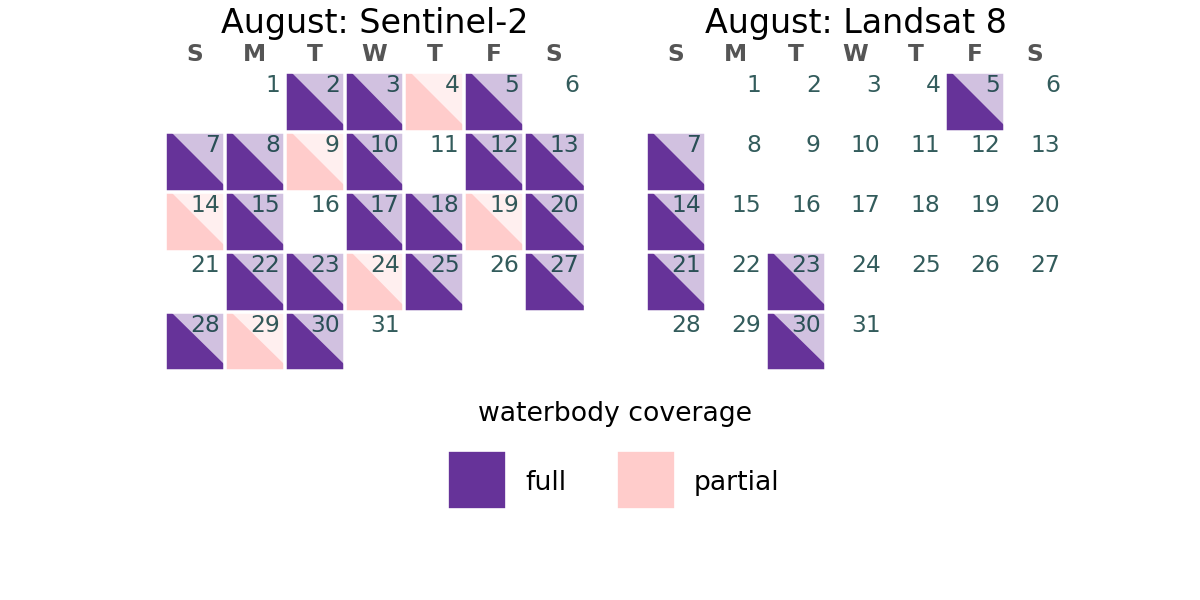 August: Sentinel-2
S M T W T F S
1 2 3 4 5 6
7 8 9 10 11 12 13
14 15 16 17 18 19 20
21 22 23 24 25 26 27
28 29 30 31
August: Landsat 8
S M T W T F S
1 2 3 4 5 6
7 8 9 10 11 12 13
14 15 16 17 18 19 20
21 22 23 24 25 26 27
28 29 30 31
waterbody coverage
full partial